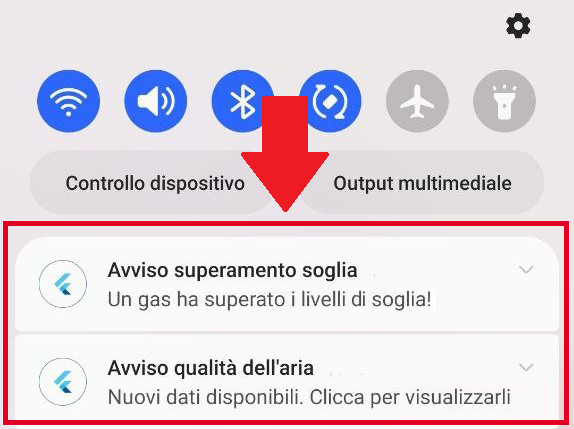 Controllo dispositivo
Output multimediale
Avviso superamento soglia
Un gas ha superato i livelli di soglia!
Avviso qualità dell'aria
Nuovi dati disponibili. Clicca per visualizzarli